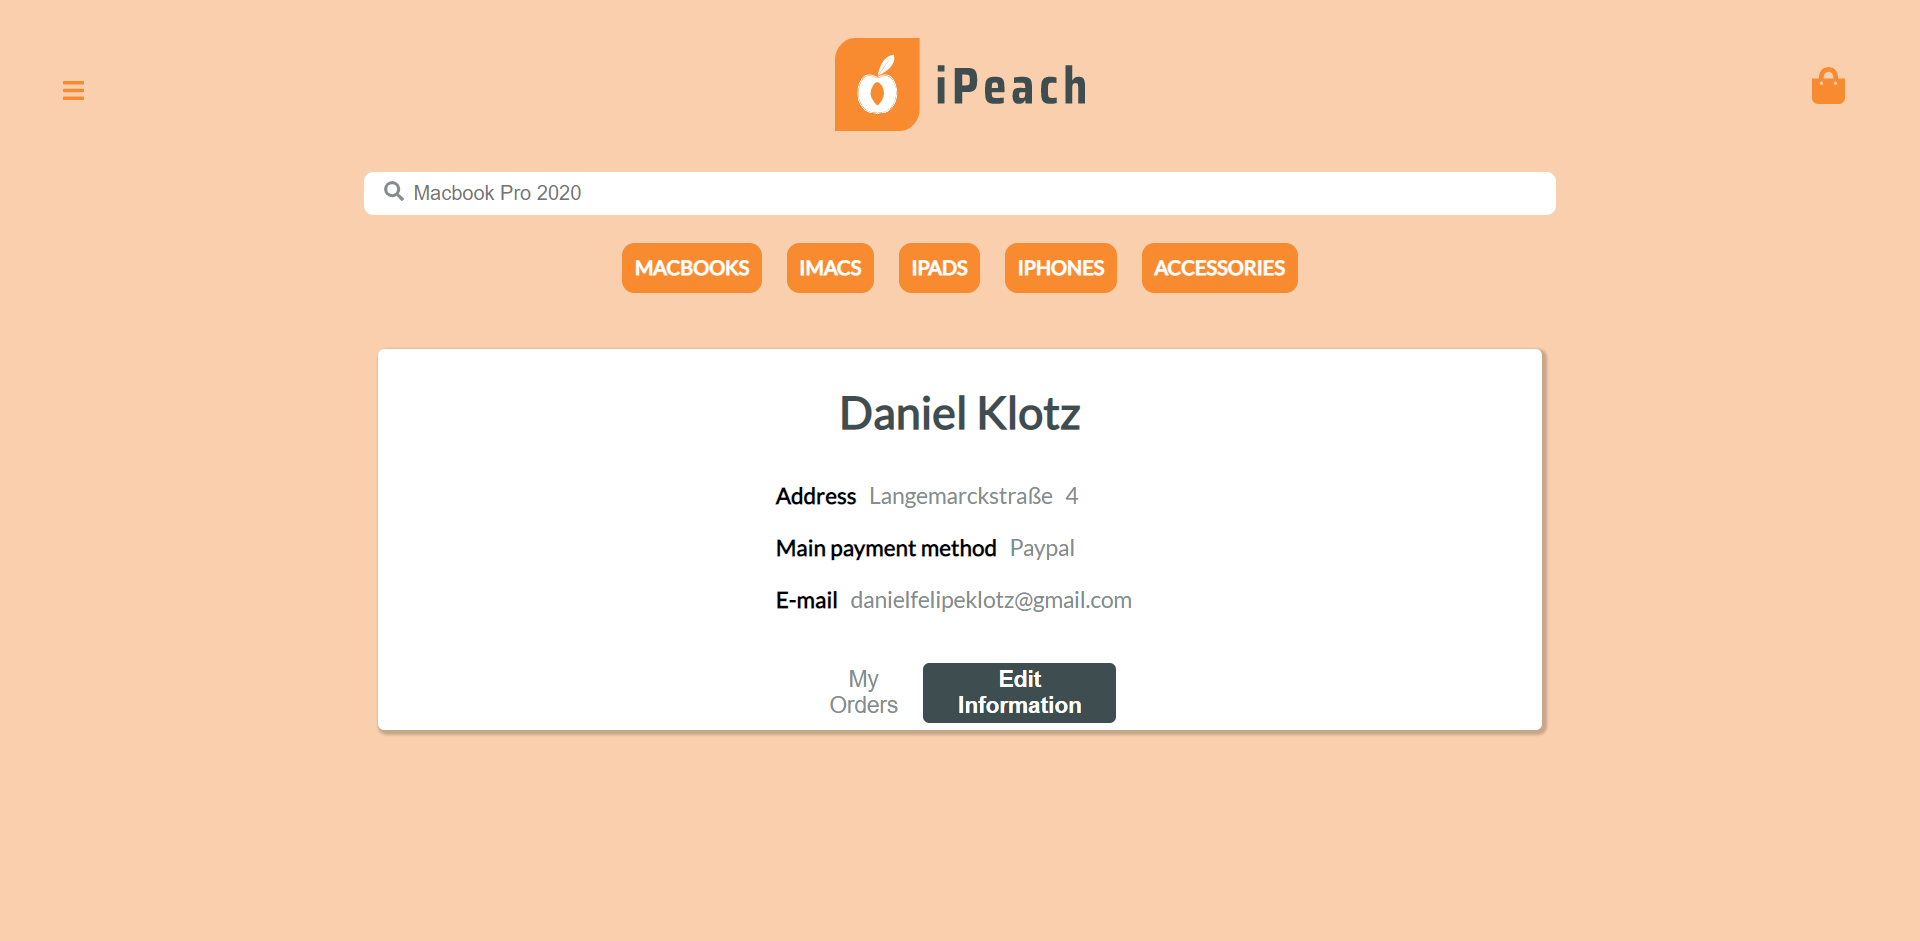 iPeach
Macbook Pro 2020
MACBOOKS IMACS IPADS IPHONES ACCESSORIES
Daniel Klotz
Address Langemarckstraße 4
Main payment method Paypal
E-mail danielfelipeklotz@gmail.com
My Orders
Edit Information